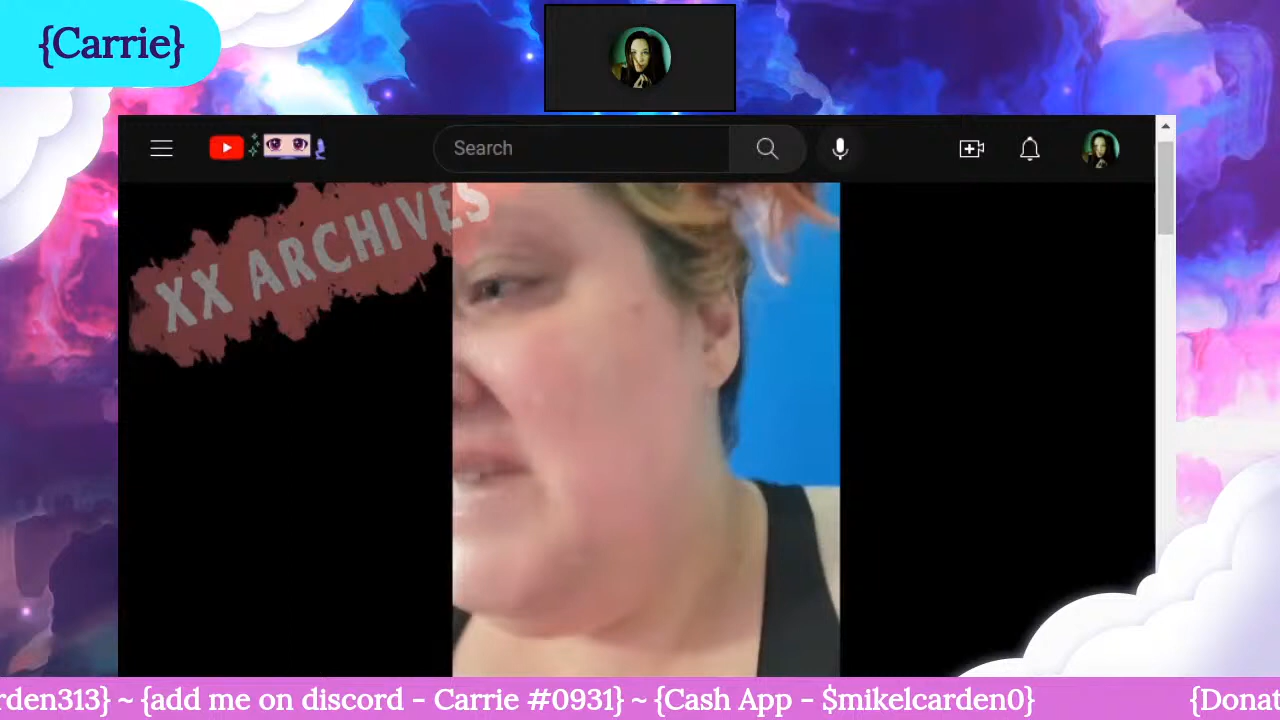 {Carrie}
Search
XX ARCHIVES
rden313} ~ {add me on discord - Carrie #0931} ~ {Cash App - $mikelcarden0}
{Donat